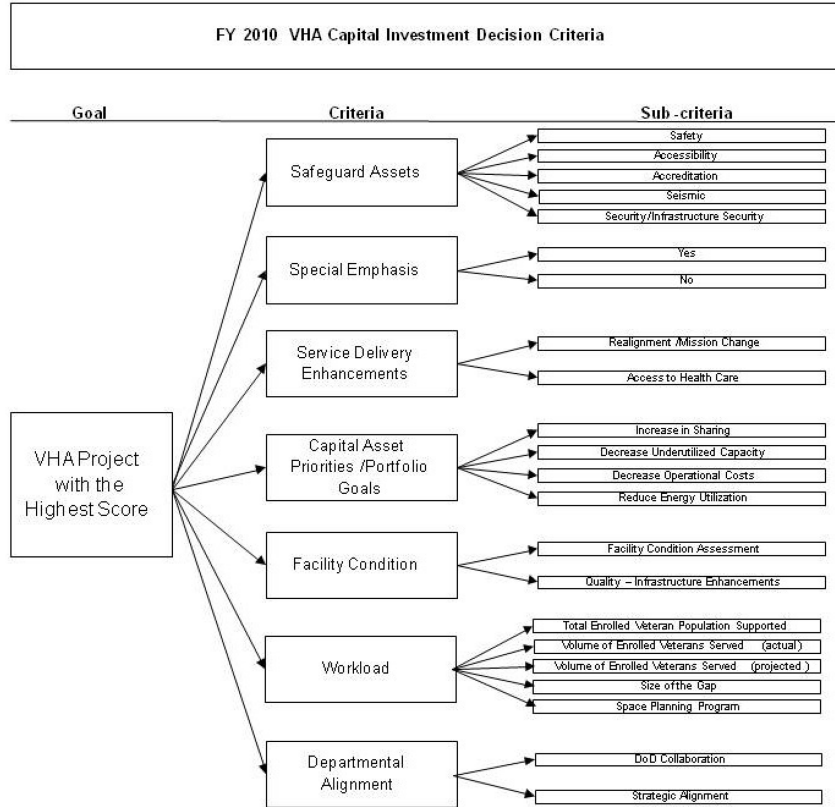 FY 2010 VHA Capital Investment Decision Criteria
Goal
Criteria
Sub -criteria
VHA Project
with the
Highest Score
Safeguard Assets
Safety
Accessibility
Accreditation
Seismic
Security/Infrastructure Security
Special Emphasis
Yes
No
Service Delivery
Enhancements
Realignment /Mission Change
Access to Health Care
Capital Asset
Priorities /Portfolio
Goals
Increase in Sharing
Decrease Underutilized Capacity
Decrease Operational Costs
Reduce Energy Utilization
Facility Condition
Facility Condition Assessment
Quality – Infrastructure Enhancements
Workload
Total Enrolled Veteran Population Supported
Volume of Enrolled Veterans Served (actual)
Volume of Enrolled Veterans Served (projected )
Size of the Gap
Space Planning Program
Departmental
Alignment
DoD Collaboration
Strategic Alignment